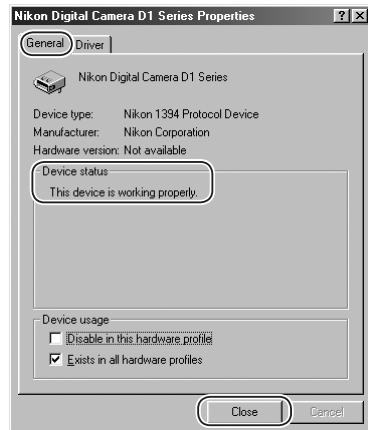 Nikon Digital Camera D1 Series Properties
General Driver
Nikon Digital Camera D1 Series
Device type: Nikon 1394 Protocol Device
Manufacturer: Nikon Corporation
Hardware version: Not available
Device status
This device is working properly.
Device usage
Disable in this hardware profile
Exists in all hardware profiles
Close Cancel